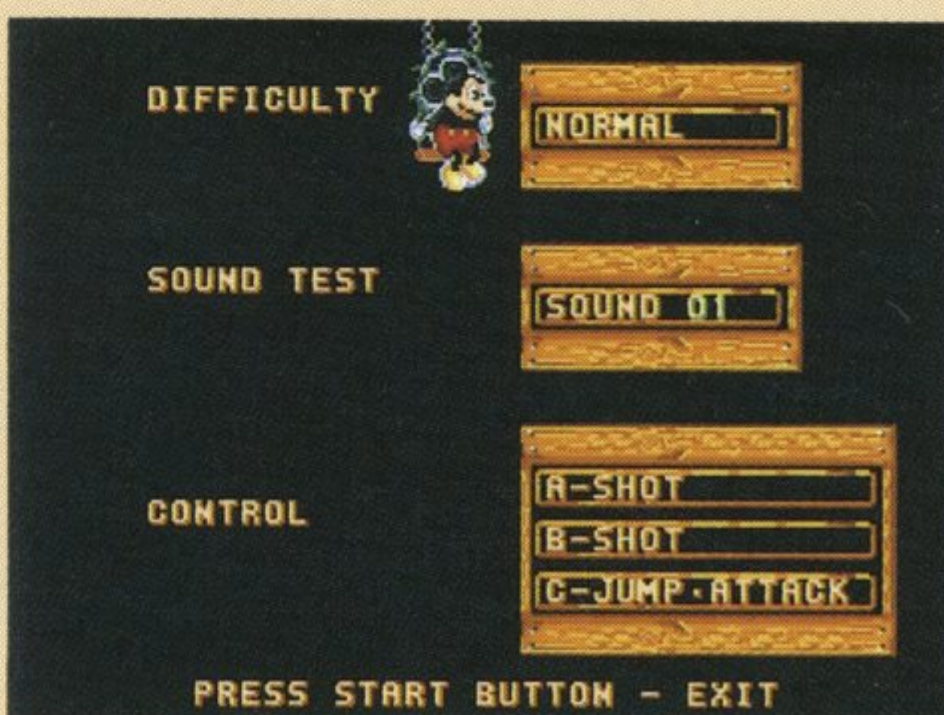 DIFFICULTY
NORMAL
SOUND TEST
SOUND 01
CONTROL
A-SHOT
B-SHOT
C-JUMP·ATTACK
PRESS START BUTTON - EXIT